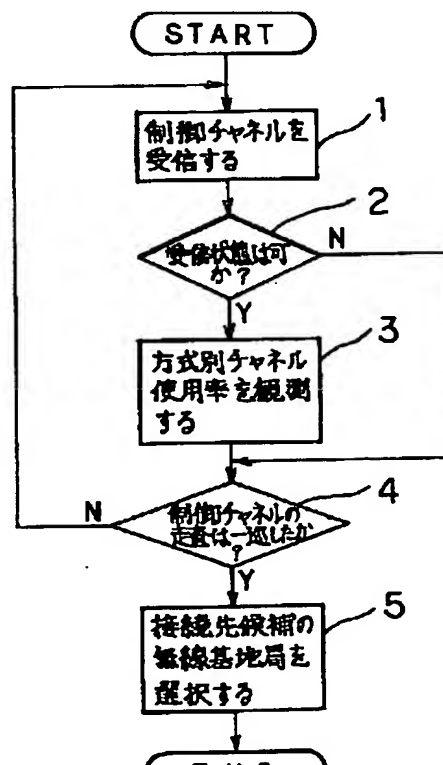 START
1
制御チャネルを
受信する
2
受信状態は可
か?
N
Y
3
方式別チャネル
使用率を観測
する
4
制御チャネルの
走査は一巡したか
?
N
Y
5
接続先候補の
無線基地局を
選択する